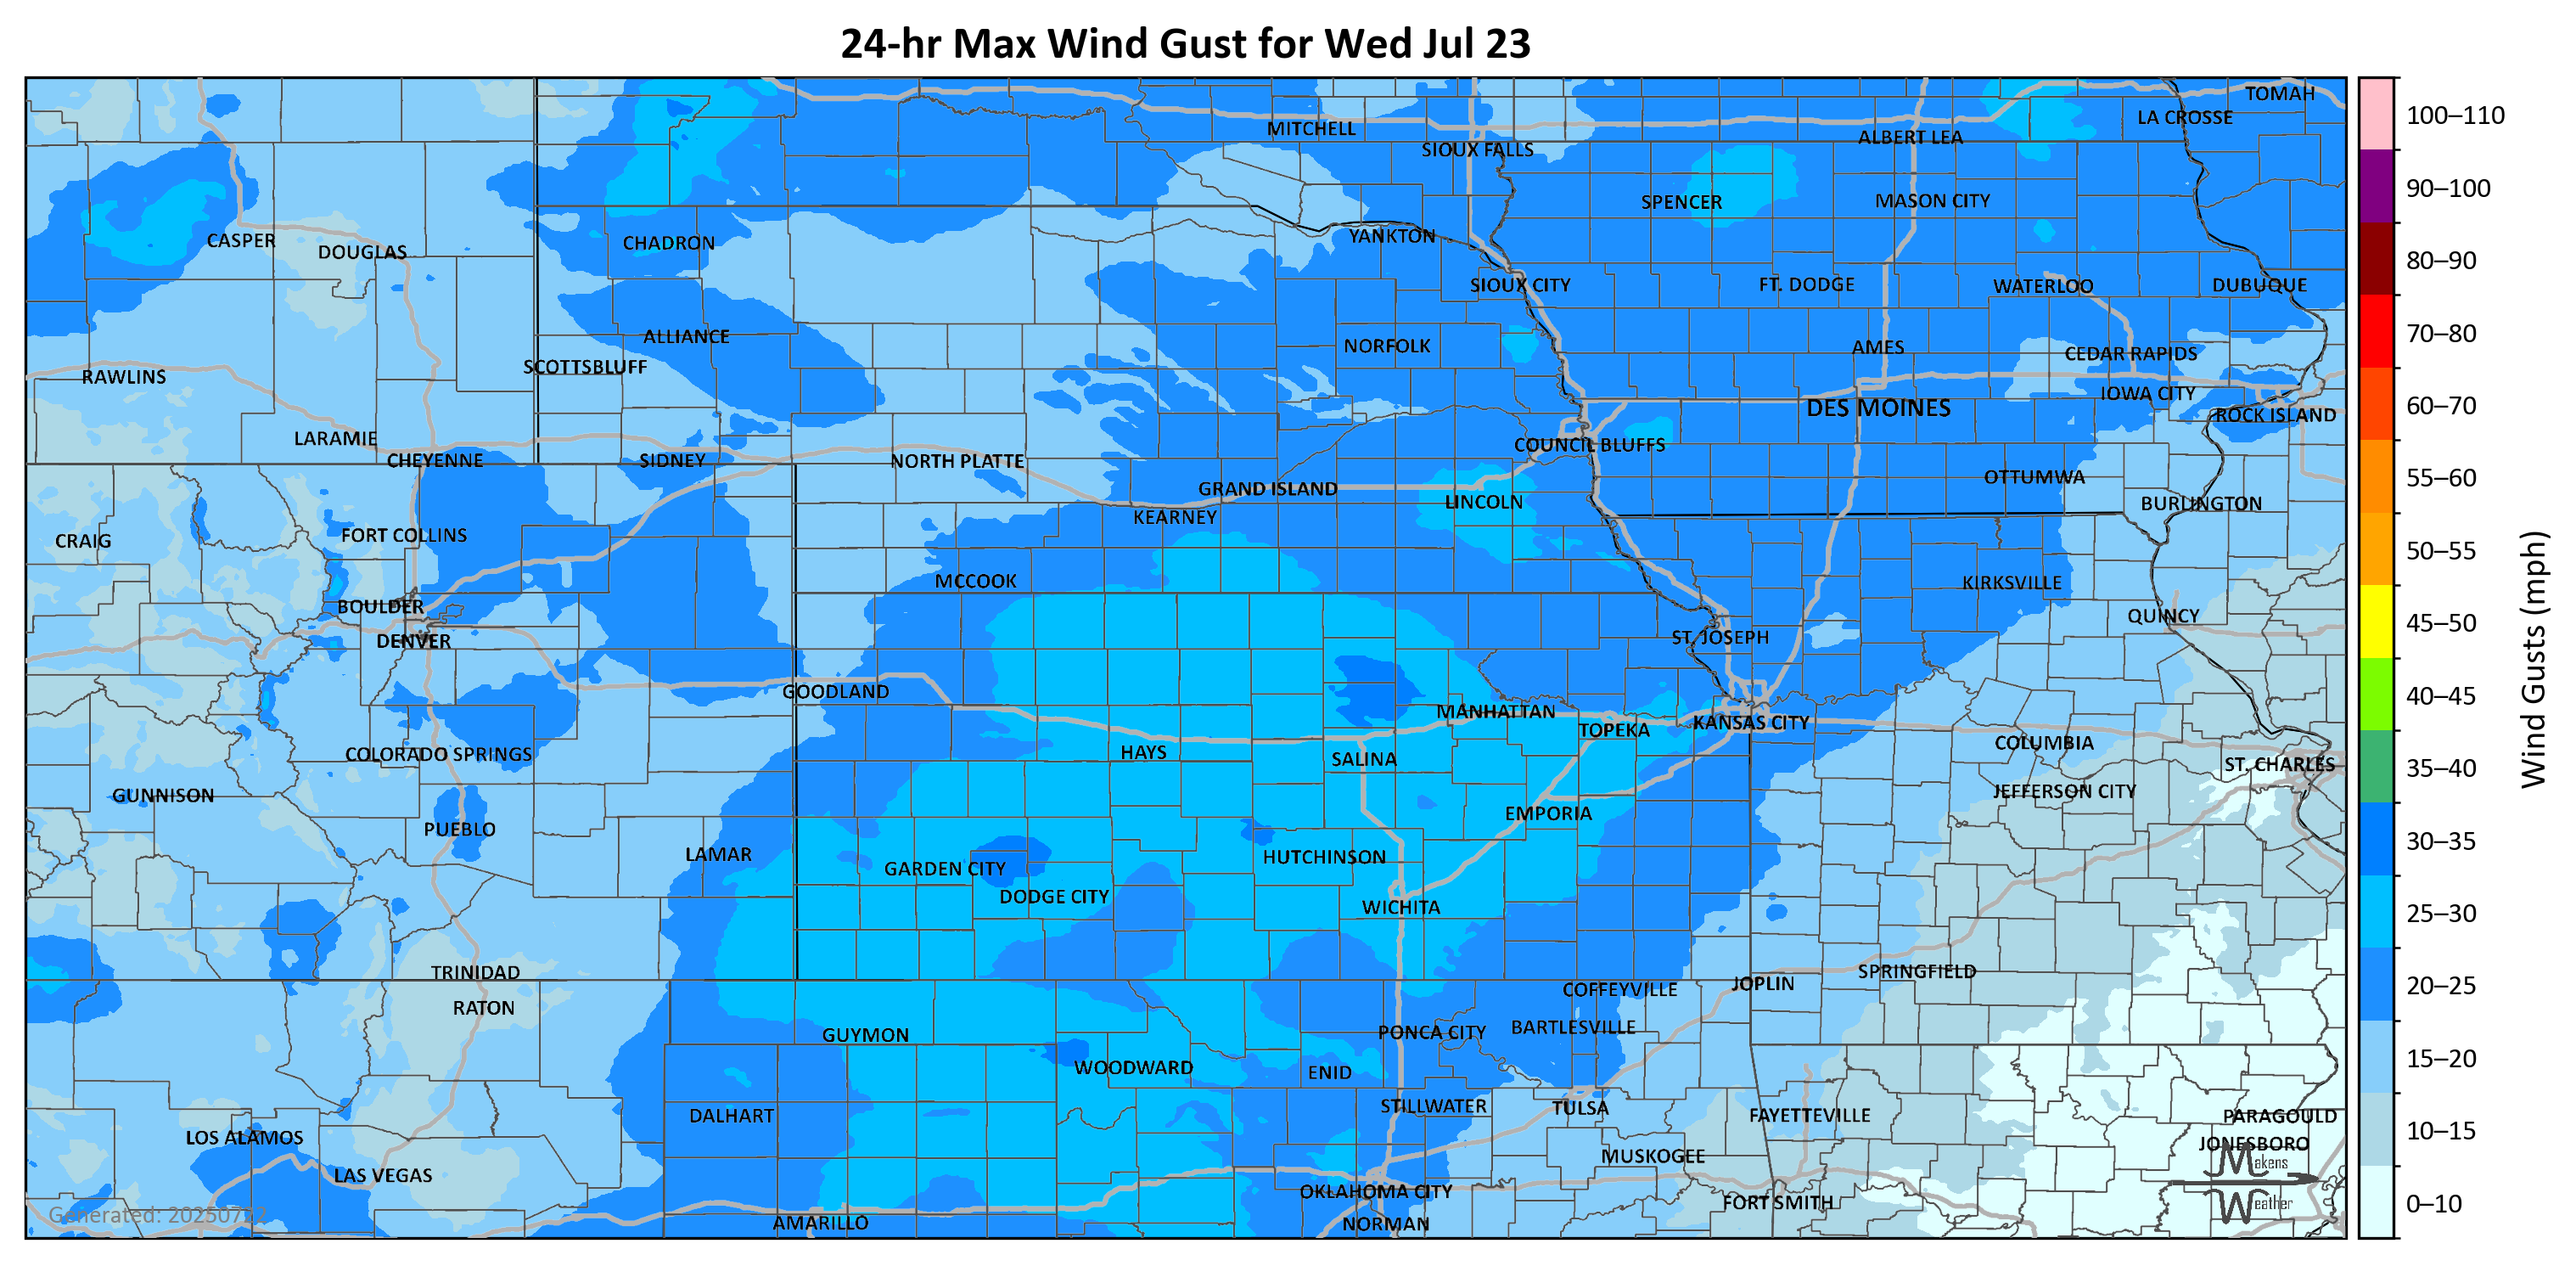 24-hr Max Wind Gust for Wed Jul 23
TOMAH
LA CROSSE
MITCHELL
ALBERT LEA
SIOUX FALLS
SPENCER
MASON CITY
CASPER
DOUGLAS
CHADRON
YANKTON
SIOUX CITY
FT. DODGE
WATERLOO
DUBUQUE
ALLIANCE
NORFOLK
AMES
CEDAR RAPIDS
SCOTTSBLUFF
RAWLINS
IOWA CITY
DES MOINES
ROCK ISLAND
LARAMIE
COUNCIL BLUFFS
CHEYENNE
SIDNEY
NORTH PLATTE
OTTUMWA
GRAND ISLAND
LINCOLN
BURLINGTON
KEARNEY
CRAIG
FORT COLLINS
MCCOOK
KIRKSVILLE
BOULDER
QUINCY
DENVER
ST. JOSEPH
GOODLAND
MANHATTAN
KANSAS CITY
TOPEKA
COLUMBIA
COLORADO SPRINGS
HAYS
SALINA
ST. CHARLES
GUNNISON
JEFFERSON CITY
EMPORIA
PUEBLO
LAMAR
HUTCHINSON
GARDEN CITY
DODGE CITY
WICHITA
TRINIDAD
SPRINGFIELD
JOPLIN
COFFEYVILLE
RATON
BARTLESVILLE
PONCA CITY
GUYMON
WOODWARD
ENID
STILLWATER
TULSA
DALHART
FAYETTEVILLE
PARAGOULD
LOS ALAMOS
JONESBORO
MUSKOGEE
LAS VEGAS
OKLAHOMA CITY
FORT SMITH
AMARILLO
NORMAN
Makens
Weather
Generated: 20250722
100–110
90–100
80–90
70–80
60–70
55–60
50–55
45–50
40–45
35–40
30–35
25–30
20–25
15–20
10–15
0–10
Wind Gusts (mph)